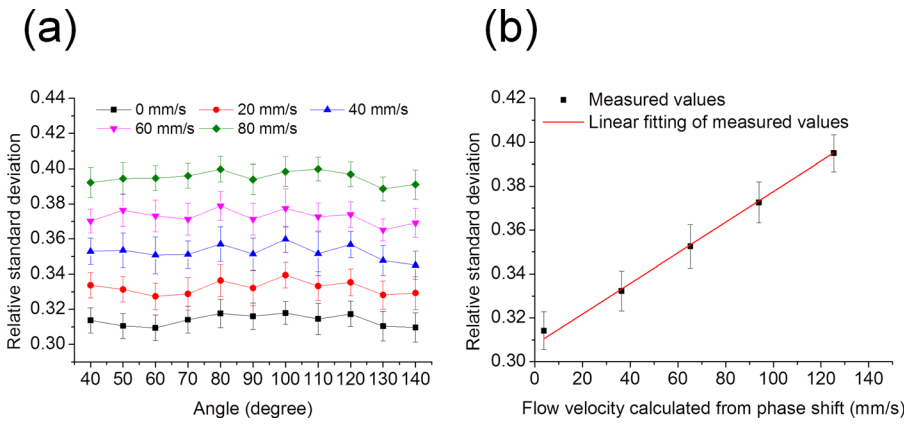 (a)
0.44
0.42
0.40
0.38
0.36
0.34
0.32
0.30
Relative standard deviation
0 mm/s 20 mm/s 40 mm/s
60 mm/s 80 mm/s
40 50 60 70 80 90 100 110 120 130 140
Angle (degree)
(b)
0.42
0.40
0.38
0.36
0.34
0.32
0.30
Relative standard deviation
Measured values
Linear fitting of measured values
0 20 40 60 80 100 120 140
Flow velocity calculated from phase shift (mm/s)